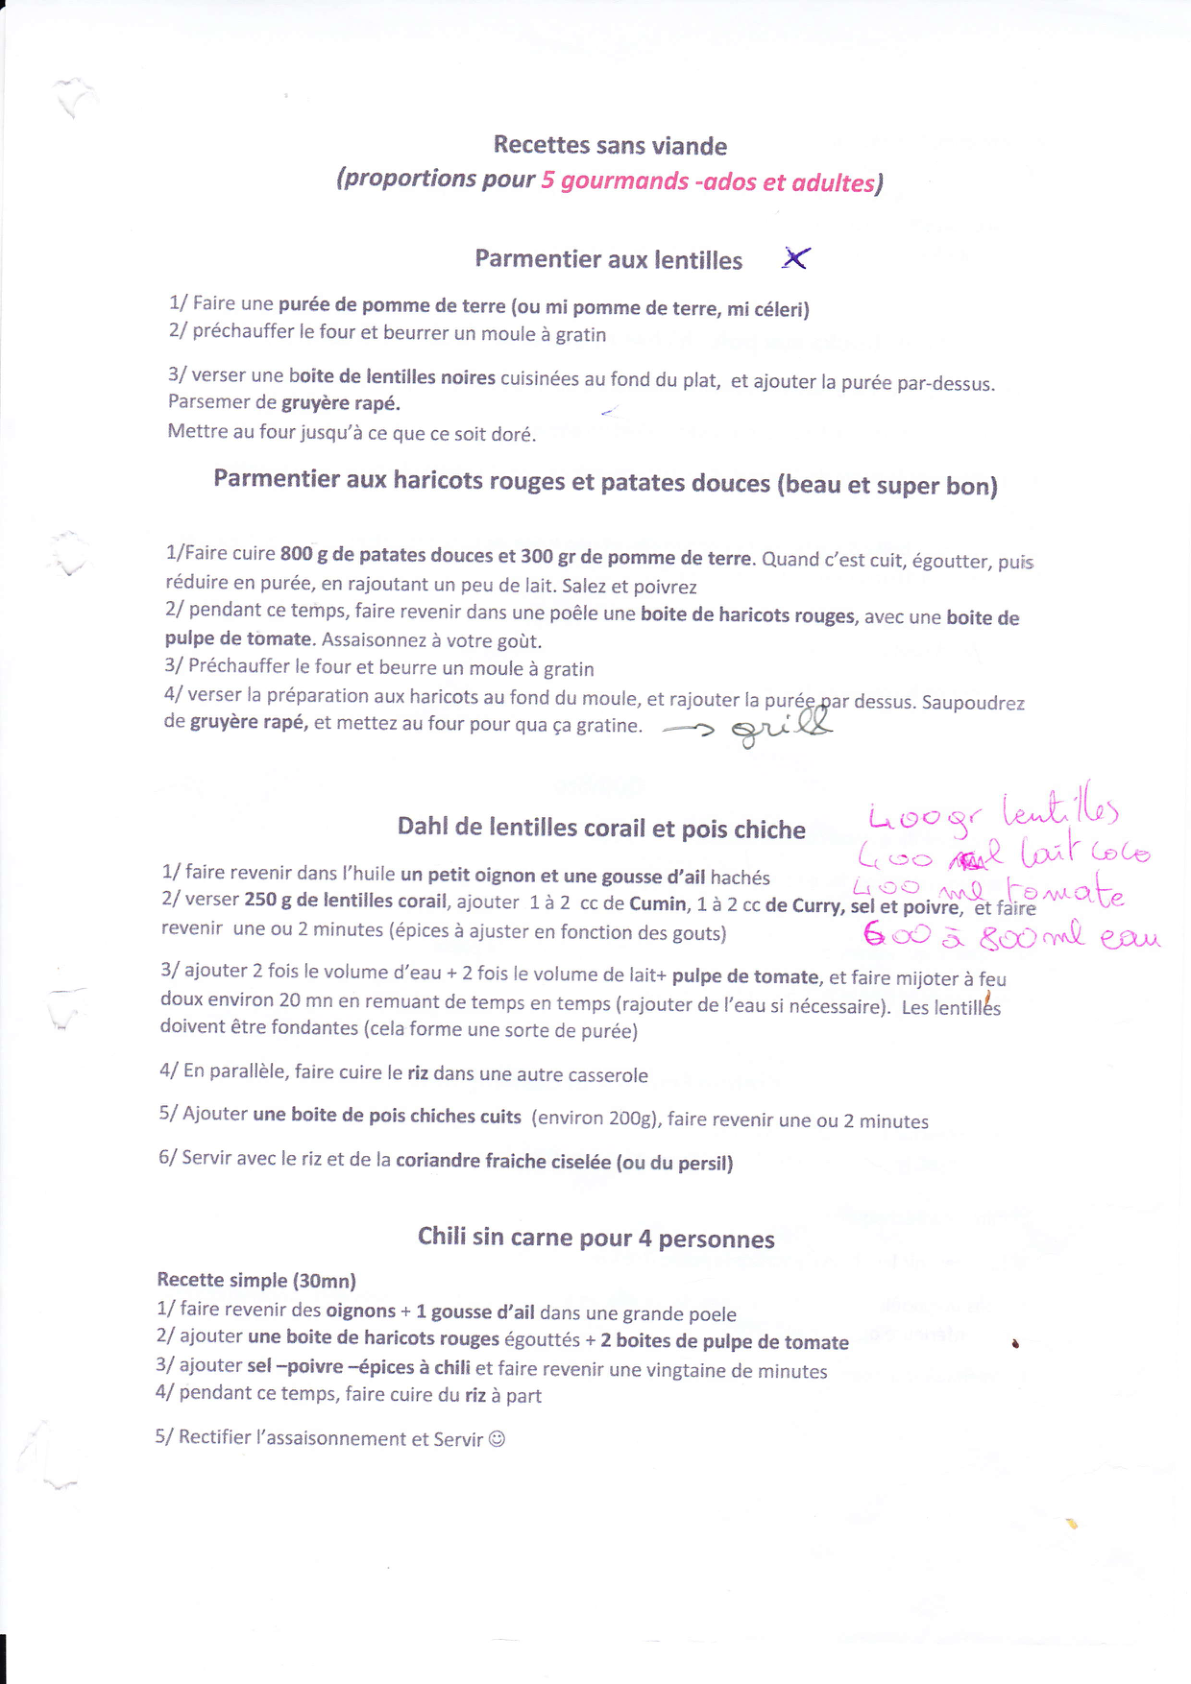 Recettes sans viande
(proportions pour 5 gourmands -ados et adultes)
Parmentier aux lentilles X
1/ Faire une purée de pomme de terre (ou mi pomme de terre, mi céleri)
2/ préchauffer le four et beurrer un moule à gratin
3/ verser une boite de lentilles noires cuisinées au fond du plat, et ajouter la purée par-dessus.
Parsemer de gruyère rapé.
Mettre au four jusqu'à ce que ce soit doré.
Parmentier aux haricots rouges et patates douces (beau et super bon)
1/Faire cuire 800 g de patates douces et 300 gr de pomme de terre. Quand c'est cuit, égoutter, puis
réduire en purée, en rajoutant un peu de lait. Salez et poivrez
2/ pendant ce temps, faire revenir dans une poêle une boite de haricots rouges, avec une boite de
pulpe de tomate. Assaisonnez à votre goùt.
3/ Préchauffer le four et beurre un moule à gratin
4/ verser la préparation aux haricots au fond du moule, et rajouter la purée par dessus. Saupoudrez
de gruyère rapé, et mettez au four pour qua ça gratine. → grill
Dahl de lentilles corail et pois chiche
400 gr lentilles
400 ml lait coco
400 ml tomate
600 à 800 ml eau
1/ faire revenir dans l'huile un petit oignon et une gousse d'ail hachés
2/ verser 250 g de lentilles corail, ajouter 1 à 2 cc de Cumin, 1 à 2 cc de Curry, sel et poivre, et faire
revenir une ou 2 minutes (épices à ajuster en fonction des gouts)
3/ ajouter 2 fois le volume d'eau + 2 fois le volume de lait+ pulpe de tomate, et faire mijoter à feu
doux environ 20 mn en remuant de temps en temps (rajouter de l'eau si nécessaire). Les lentilles
doivent être fondantes (cela forme une sorte de purée)
4/ En parallèle, faire cuire le riz dans une autre casserole
5/ Ajouter une boite de pois chiches cuits (environ 200g), faire revenir une ou 2 minutes
6/ Servir avec le riz et de la coriandre fraiche ciselée (ou du persil)
Chili sin carne pour 4 personnes
Recette simple (30mn)
1/ faire revenir des oignons + 1 gousse d'ail dans une grande poele
2/ ajouter une boite de haricots rouges égouttés + 2 boites de pulpe de tomate
3/ ajouter sel –poivre –épices à chili et faire revenir une vingtaine de minutes
4/ pendant ce temps, faire cuire du riz à part
5/ Rectifier l'assaisonnement et Servir ☺